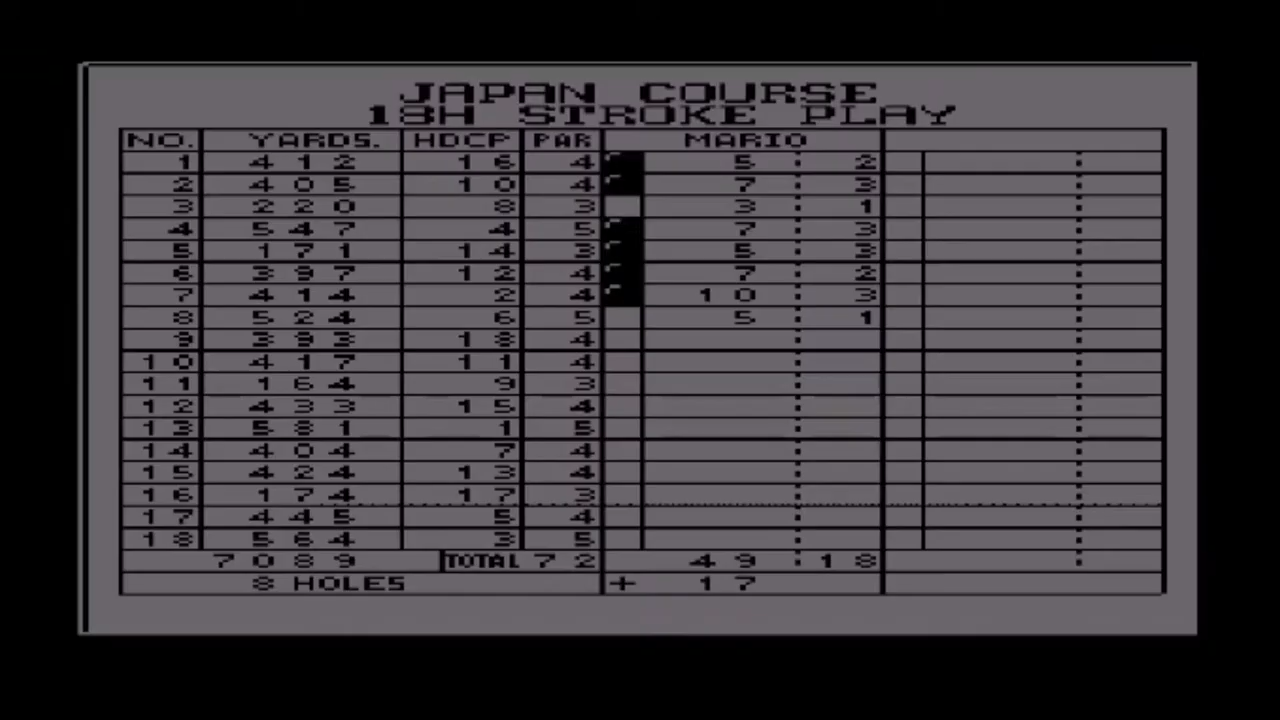 JAPAN COURSE
18H STROKE PLAY
NO. YARDS. HDCP PAR MARIO
1 412 16 4 5 2
2 405 10 4 7 3
3 220 8 3 3 1
4 547 4 5 7 3
5 171 14 3 5 3
6 397 12 4 7 2
7 414 2 4 10 3
8 524 6 5 5 1
9 393 18 4
10 417 11 4
11 164 9 3
12 433 15 4
13 581 1 5
14 404 7 4
15 424 13 4
16 174 17 3
17 445 5 4
18 564 3 5
7089 TOTAL 72 49 18
8 HOLES + 17